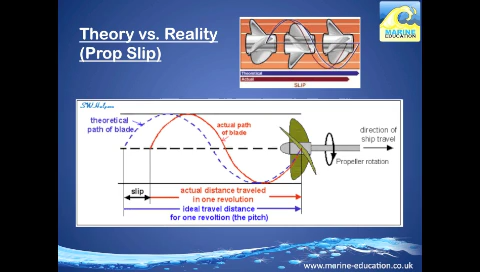 Theory vs. Reality
(Prop Slip)
MARINE
EDUCATION
Theoretical
Actual
SLIP
theoretical
path of blade
actual path
of blade
direction of
ship travel
Propeller rotation
slip
actual distance traveled
in one revolution
ideal travel distance
for one revoltion (the pitch)
www.marine-education.co.uk